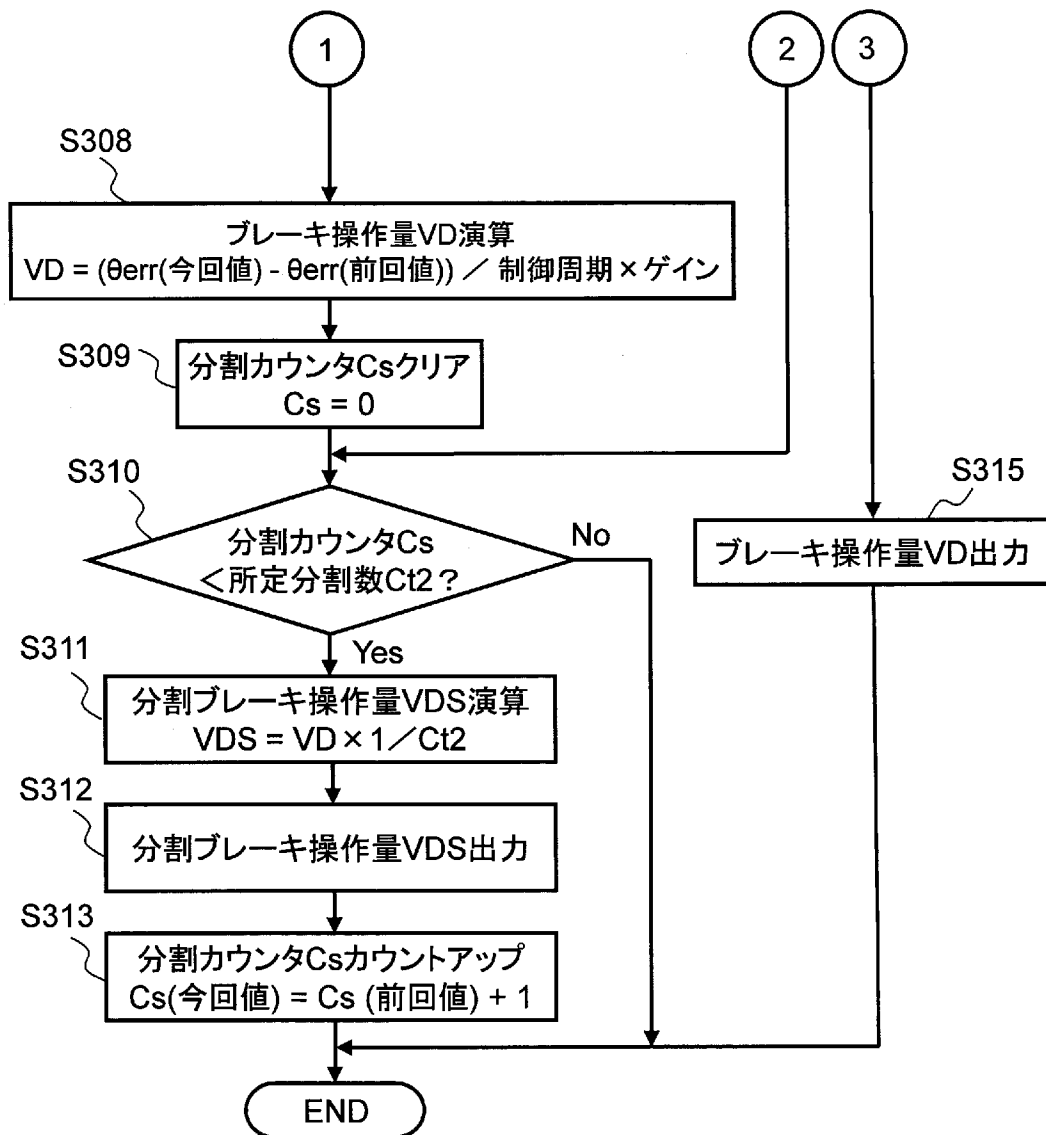 1
2
3
S308
ブレーキ操作量VD演算
VD = (θerr(今回値) - θerr(前回値)) ／ 制御周期×ゲイン
S309
分割カウンタCsクリア
Cs = 0
S310
分割カウンタCs
＜所定分割数Ct2？
No
Yes
S315
ブレーキ操作量VD出力
S311
分割ブレーキ操作量VDS演算
VDS = VD×1／Ct2
S312
分割ブレーキ操作量VDS出力
S313
分割カウンタCsカウントアップ
Cs(今回値) = Cs (前回値) + 1
END